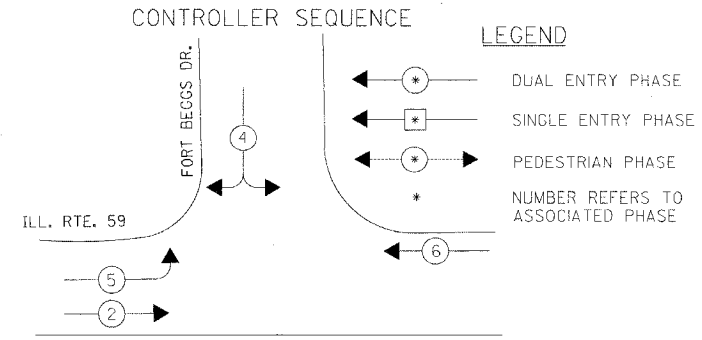 CONTROLLER SEQUENCE
LEGEND
FORT BEGGS DR.
4
* DUAL ENTRY PHASE
* SINGLE ENTRY PHASE
* PEDESTRIAN PHASE
* NUMBER REFERS TO
ASSOCIATED PHASE
ILL. RTE. 59
6
5
2